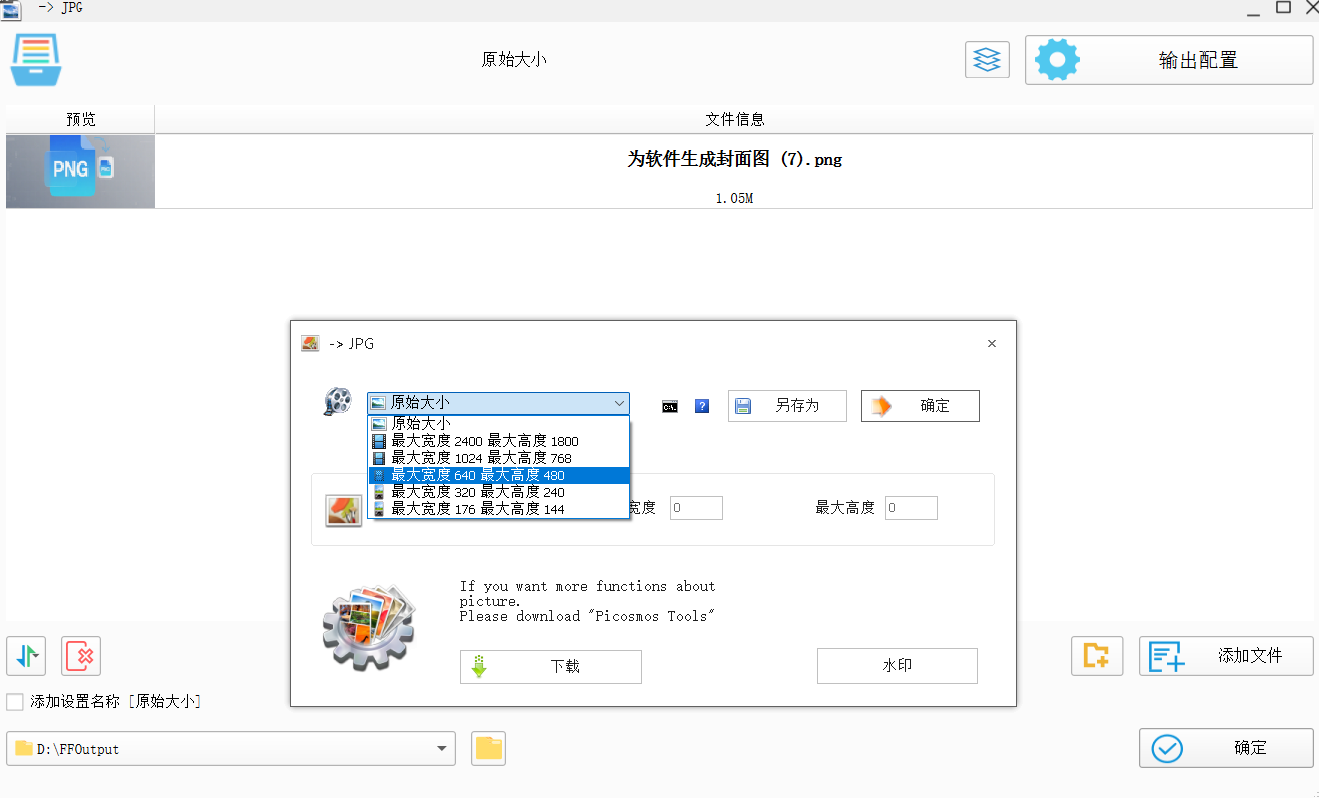 -> JPG
原始大小
输出配置
预览
文件信息
PNG
PNG
为软件生成封面图 (7).png
1.05M
-> JPG
原始大小
C:\.
?
另存为
确定
原始大小
最大宽度 2400 最大高度 1800
最大宽度 1024 最大高度 768
最大宽度 640 最大高度 480
最大宽度 320 最大高度 240
最大宽度 176 最大高度 144
宽度
0
最大高度
0
If you want more functions about
picture.
Please download "Picosmos Tools"
下载
水印
添加文件
添加设置名称 [原始大小]
D:\FFOutput
确定